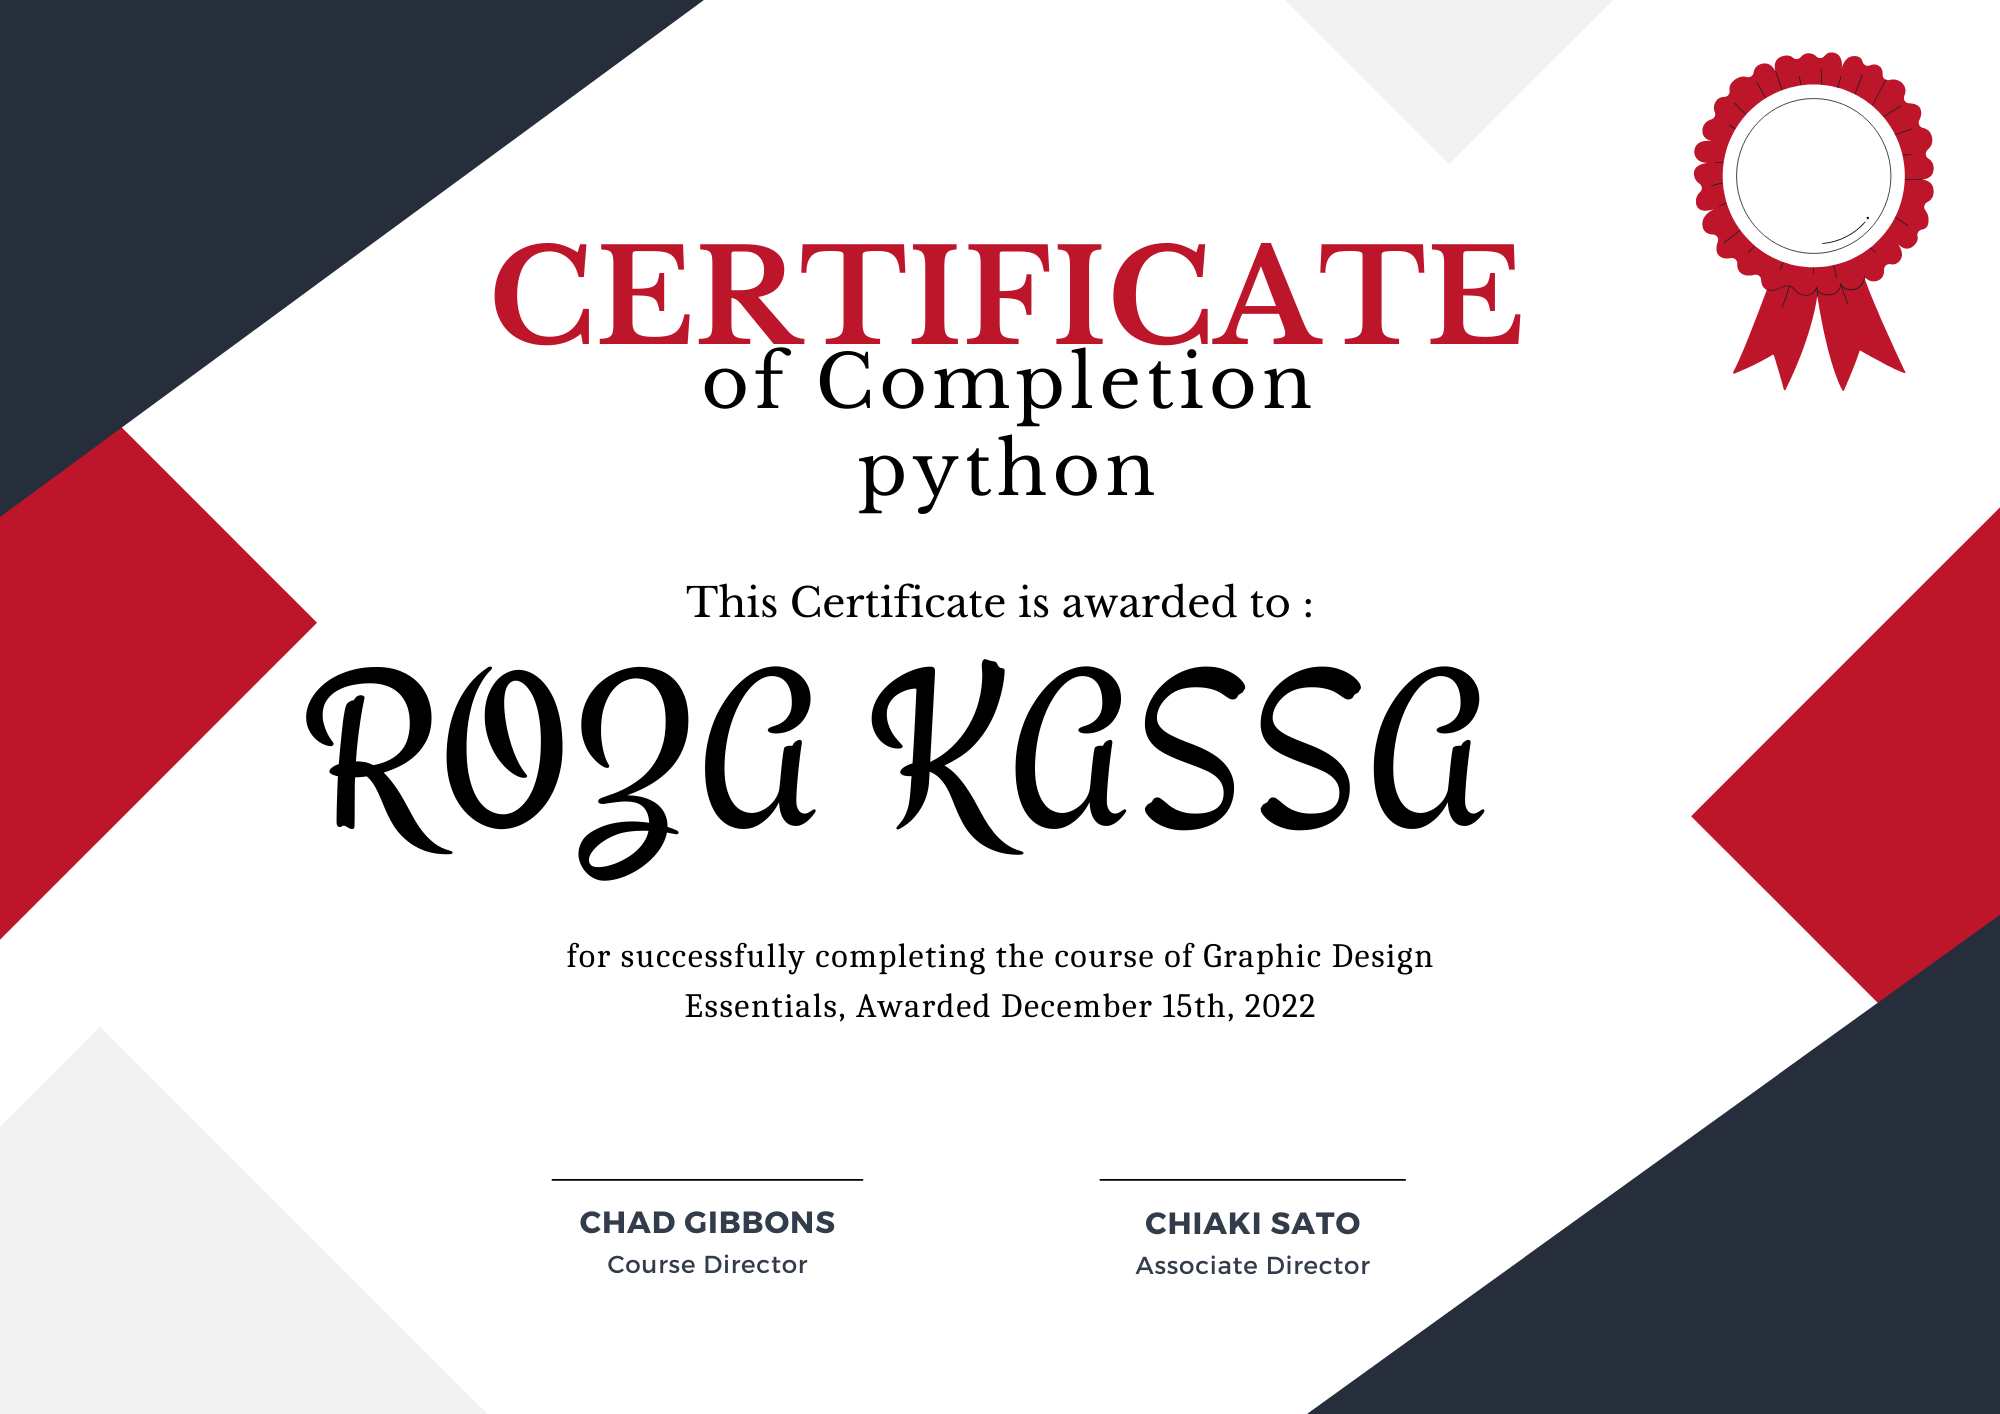 CERTIFICATE
of Completion
python
This Certificate is awarded to :
ROZA KASSA
for successfully completing the course of Graphic Design
Essentials, Awarded December 15th, 2022
CHAD GIBBONS
Course Director
CHIAKI SATO
Associate Director